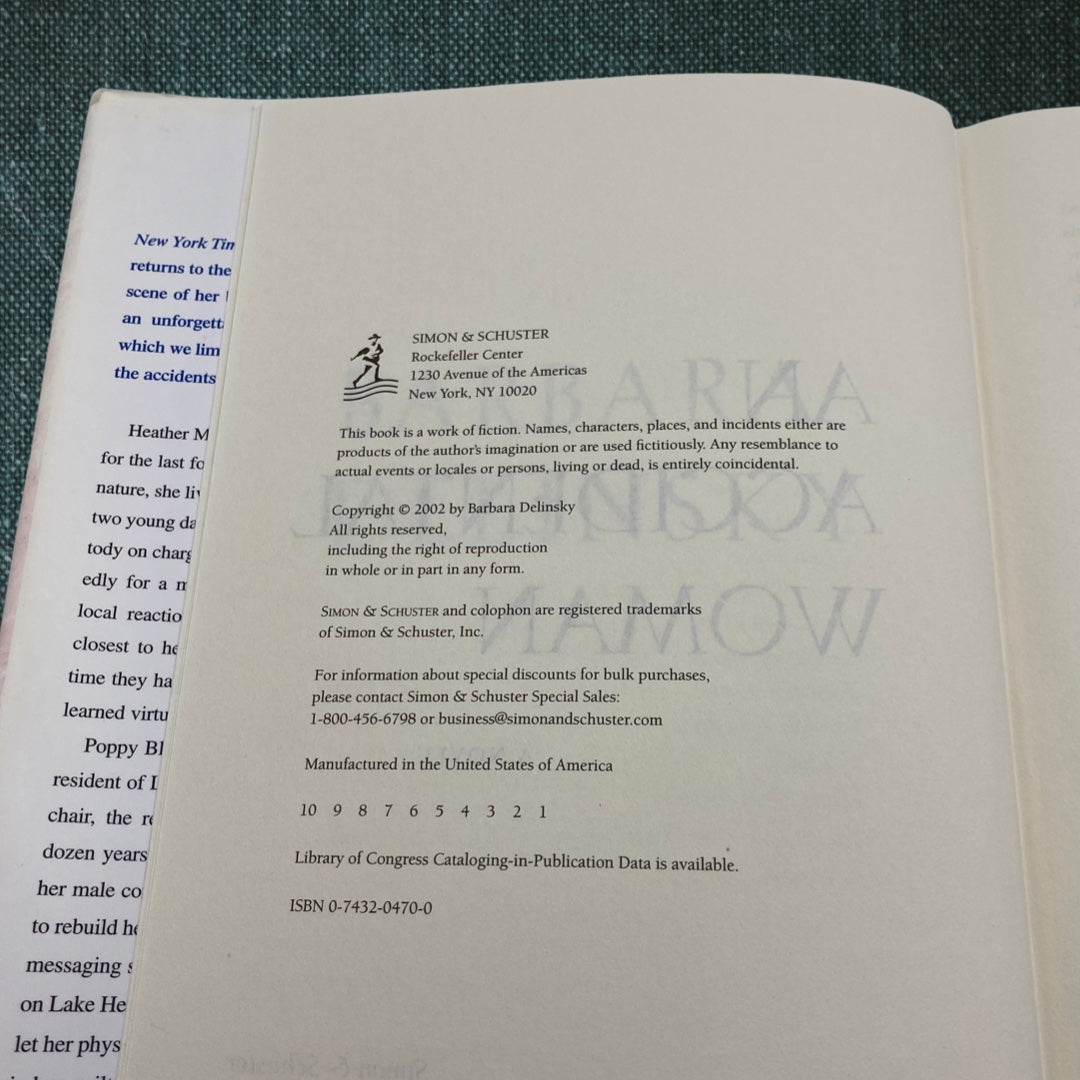 New York Tim
returns to the
scene of her
an unforgett
which we lim
the accidents
Heather M
for the last fo
nature, she liv
two young da
tody on charg
edly for a m
local reactio
closest to he
time they ha
learned virtu
Poppy Bl
resident of L
chair, the re
dozen years
her male co
to rebuild he
messaging s
on Lake He
let her phys
SIMON & SCHUSTER
Rockefeller Center
1230 Avenue of the Americas
New York, NY 10020
This book is a work of fiction. Names, characters, places, and incidents either are
products of the author's imagination or are used fictitiously. Any resemblance to
actual events or locales or persons, living or dead, is entirely coincidental.
Copyright © 2002 by Barbara Delinsky
All rights reserved,
including the right of reproduction
in whole or in part in any form.
SIMON & SCHUSTER and colophon are registered trademarks
of Simon & Schuster, Inc.
For information about special discounts for bulk purchases,
please contact Simon & Schuster Special Sales:
1-800-456-6798 or business@simonandschuster.com
Manufactured in the United States of America
10 9 8 7 6 5 4 3 2 1
Library of Congress Cataloging-in-Publication Data is available.
ISBN 0-7432-0470-0